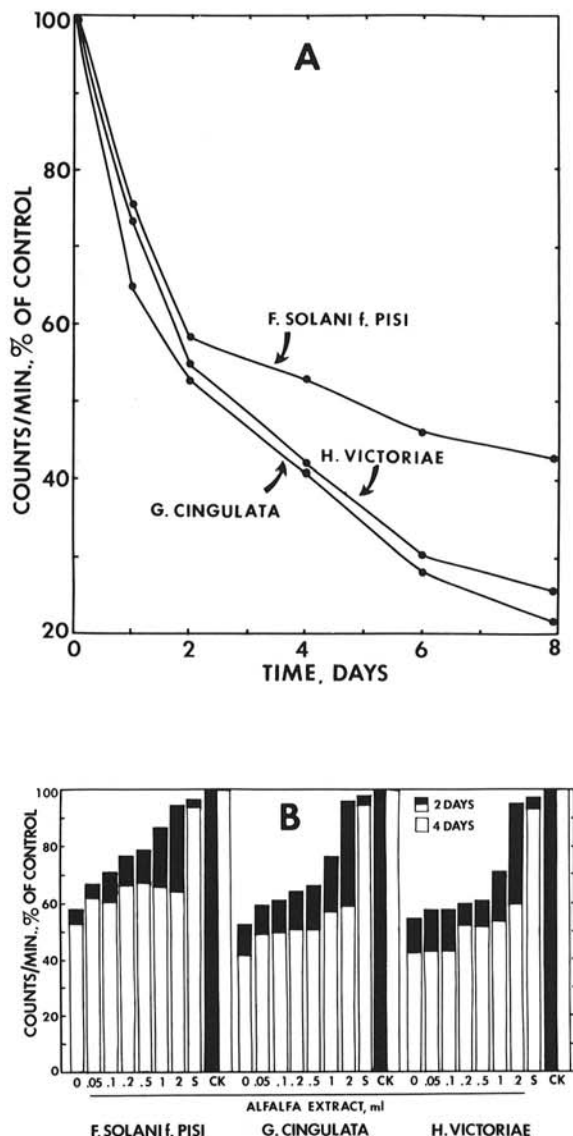 100
A
80
COUNTS/MIN., % OF CONTROL
60
F. SOLANI f. PISI
H. VICTORIAE
40
G. CINGULATA
20
0 2 4 6 8
TIME, DAYS
100
B
2 DAYS
4 DAYS
80
COUNTS/MIN., % OF CONTROL
60
40
20
0
0 .05 .1 .2 .5 1 2 S CK 0 .05 .1 .2 .5 1 2 S CK 0 .05 .1 .2 .5 1 2 S CK
ALFALFA EXTRACT, ml
F. SOLANI f. PISI G. CINGULATA H. VICTORIAE